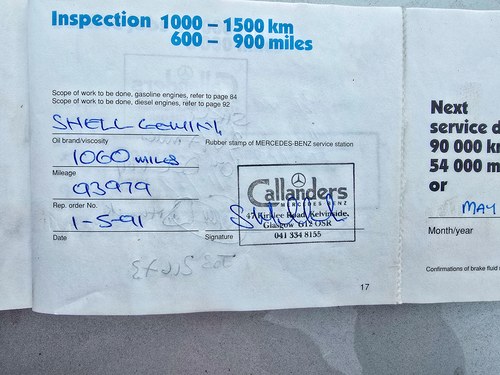 Inspection 1000 – 1500 km
600 – 900 miles
Scope of work to be done, gasoline engines, refer to page 84
Scope of work to be done, diesel engines, refer to page 92
SHELL GEMINI,
Oil brand/viscosity
1060 MILES
Mileage
93979
Rep. order No.
1-5-91
Date
Rubber stamp of MERCEDES-BENZ service station
Callanders
MERCEDES BENZ
47 Kirklee Road, Kelvinside.
Glasgow G12 OSR
041 334 8155
Signature
17
Next
service d
90 000 k
54 000 m
or
MAY
Month/year
Confirmations of brake fluid